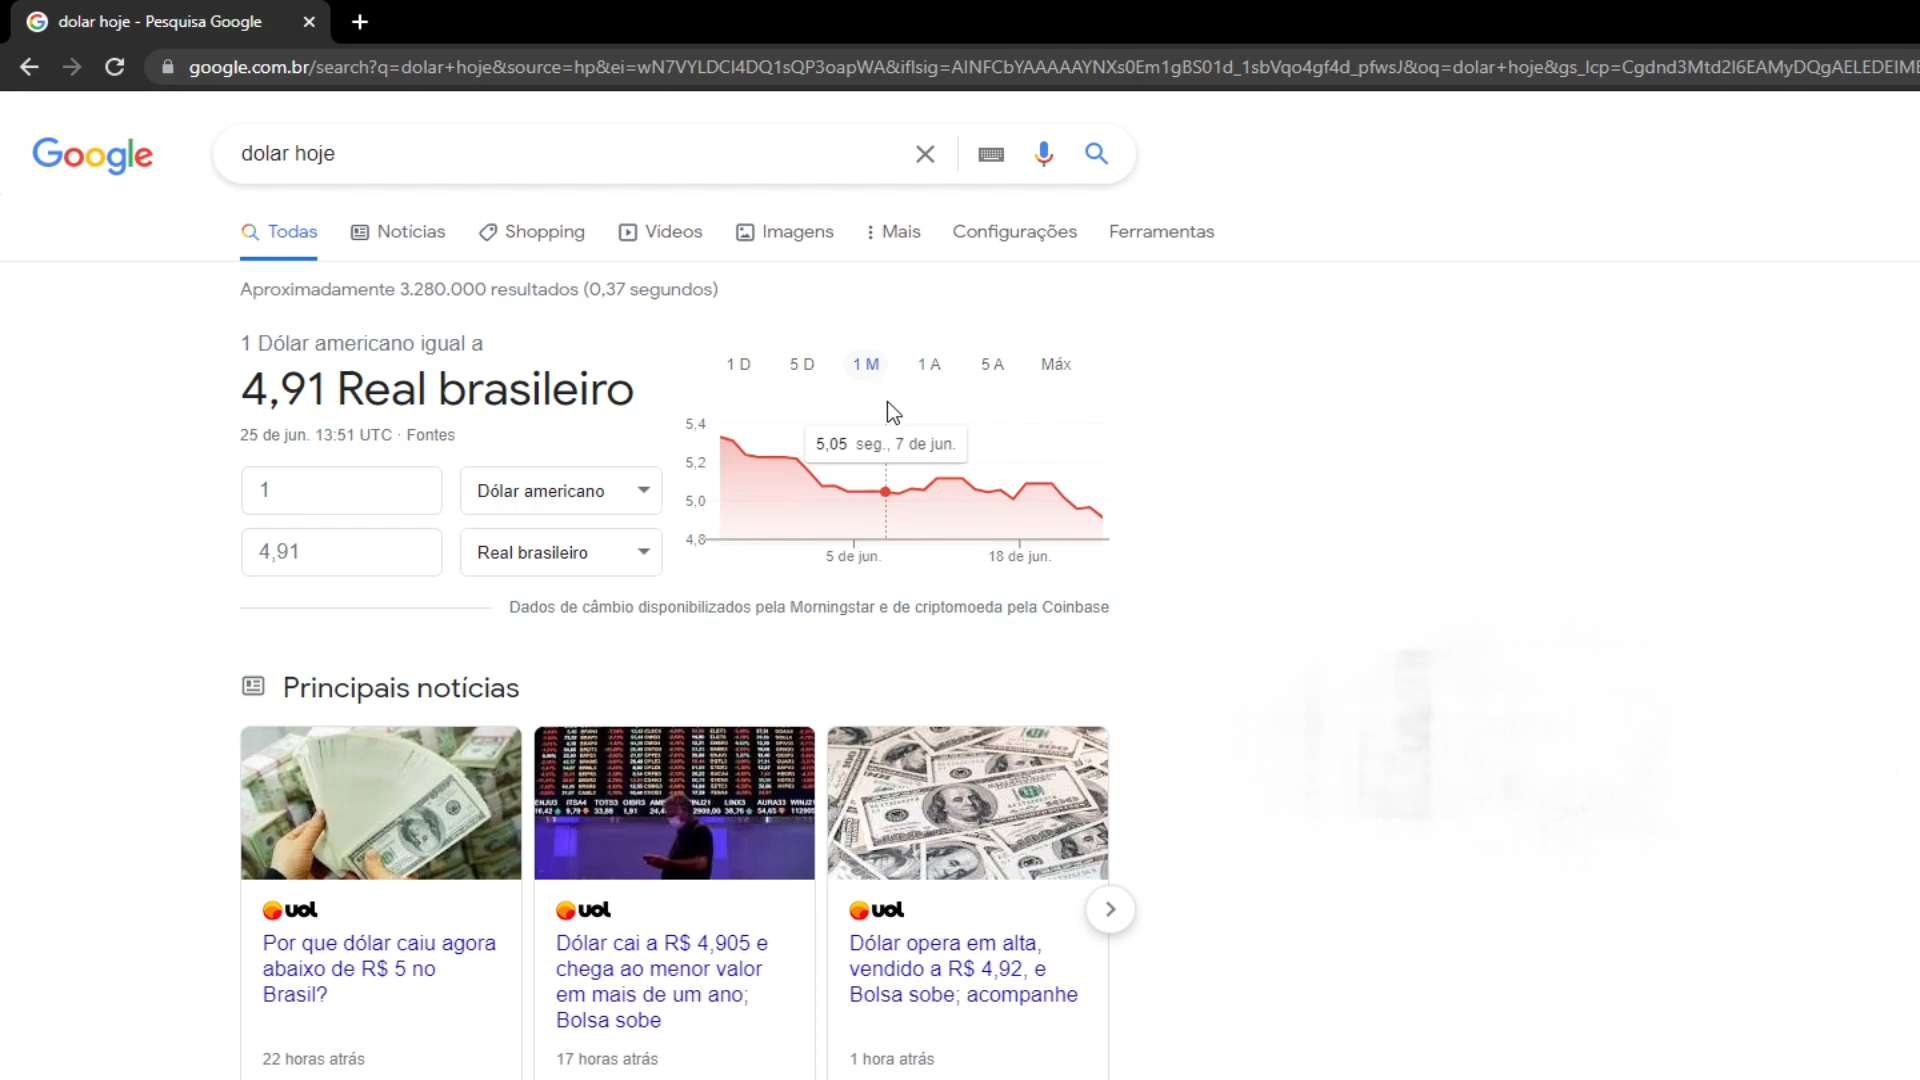 dolar hoje - Pesquisa Google
google.com.br/search?q=dolar+hoje&source=hp&ei=wN7VYLDCI4DQ1sQP3oapWA&iflsig=AINFCbYAAAAAYNXs0Em1gBS01d_1sbVqo4gf4d_pfwsJ&oq=dolar+hoje&gs_lcp=Cgdnd3Mtd2l6EAMyDQgAELEDEIME
Google
dolar hoje
Todas Notícias Shopping Vídeos Imagens Mais Configurações Ferramentas
Aproximadamente 3.280.000 resultados (0,37 segundos)
1 Dólar americano igual a
4,91 Real brasileiro
25 de jun. 13:51 UTC · Fontes
1 Dólar americano
4,91 Real brasileiro
1 D 5 D 1 M 1 A 5 A Máx
5,4
5,2
5,0
4,8
5,05 seg., 7 de jun.
5 de jun. 18 de jun.
Dados de câmbio disponibilizados pela Morningstar e de criptomoeda pela Coinbase
Principais notícias
UOL
Por que dólar caiu agora
abaixo de R$ 5 no
Brasil?
22 horas atrás
UOL
Dólar cai a R$ 4,905 e
chega ao menor valor
em mais de um ano;
Bolsa sobe
17 horas atrás
UOL
Dólar opera em alta,
vendido a R$ 4,92, e
Bolsa sobe; acompanhe
1 hora atrás